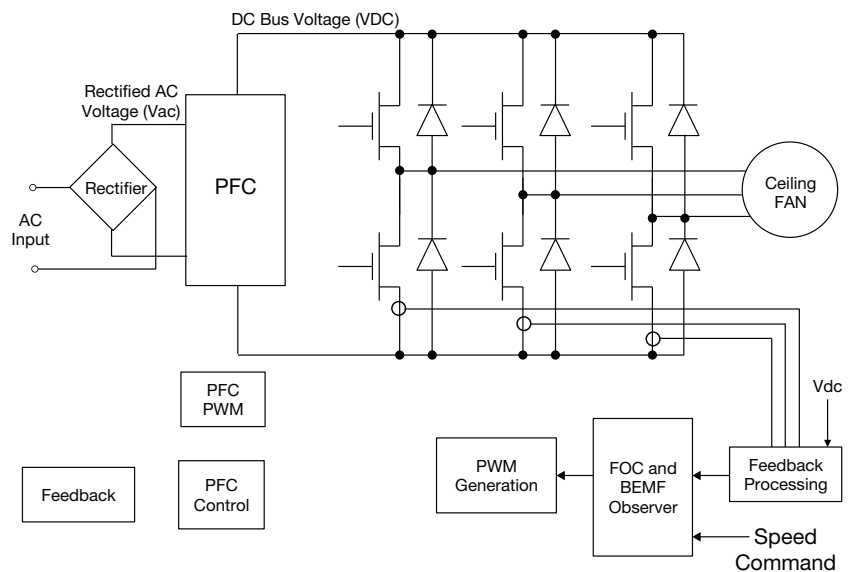 DC Bus Voltage (VDC)
Rectified AC
Voltage (Vac)
Rectifier
PFC
AC
Input
Ceiling
FAN
PFC
PWM
Vdc
Feedback
PFC
Control
PWM
Generation
FOC and
BEMF
Observer
Feedback
Processing
Speed
Command